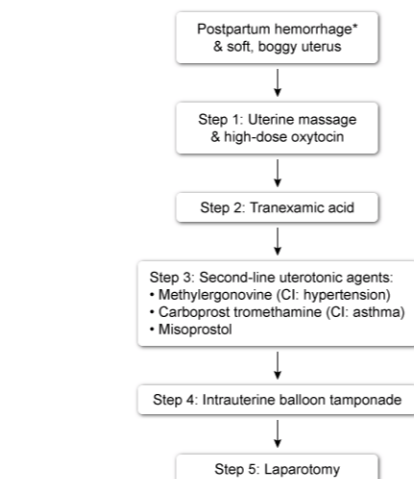 Postpartum hemorrhage*
& soft, boggy uterus
Step 1: Uterine massage
& high-dose oxytocin
Step 2: Tranexamic acid
Step 3: Second-line uterotonic agents:
• Methylergonovine (CI: hypertension)
• Carboprost tromethamine (CI: asthma)
• Misoprostol
Step 4: Intrauterine balloon tamponade
Step 5: Laparotomy